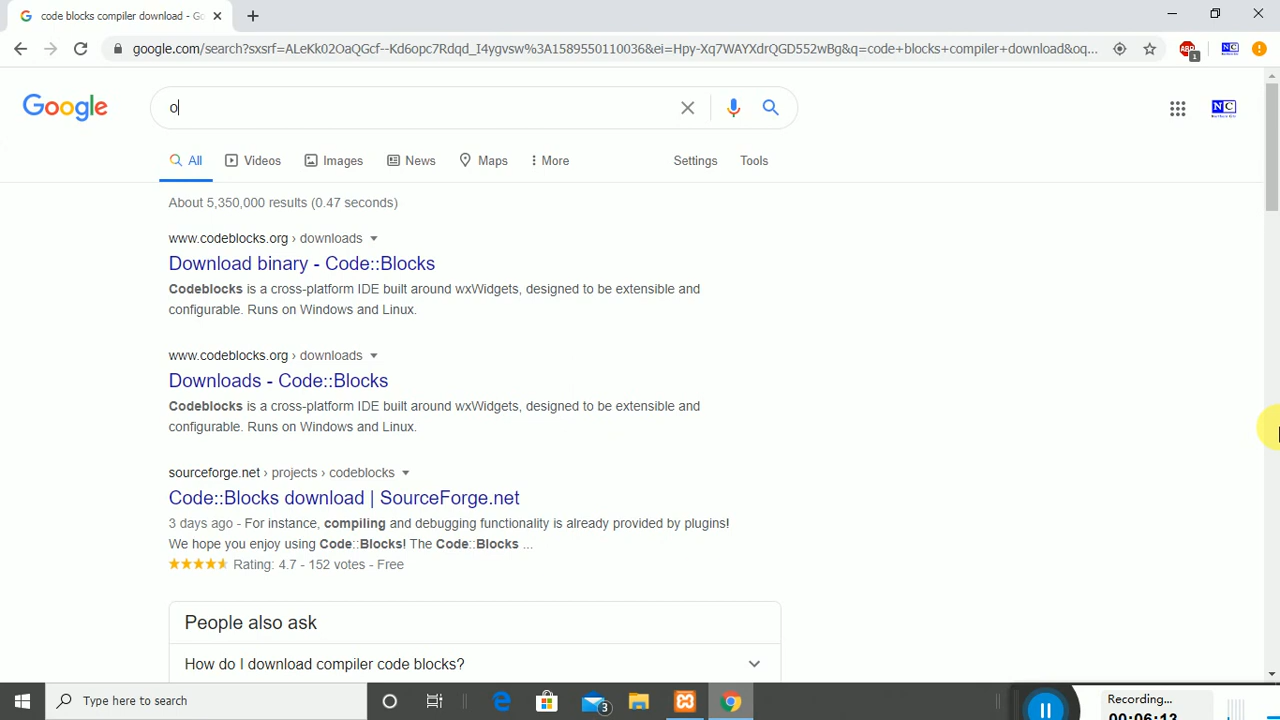 code blocks compiler download - Go
google.com/search?sxsrf=ALeKk02OaQGcf--Kd6opc7Rdqd_I4ygvsw%3A1589550110036&ei=Hpy-Xq7WAYXdrQGD552wBg&q=code+blocks+compiler+download&oq...
ABP
1
NC
Google
o
NC
All
Videos
Images
News
Maps
More
Settings
Tools
About 5,350,000 results (0.47 seconds)
www.codeblocks.org › downloads
Download binary - Code::Blocks
Codeblocks is a cross-platform IDE built around wxWidgets, designed to be extensible and
configurable. Runs on Windows and Linux.
www.codeblocks.org › downloads
Downloads - Code::Blocks
Codeblocks is a cross-platform IDE built around wxWidgets, designed to be extensible and
configurable. Runs on Windows and Linux.
sourceforge.net › projects › codeblocks
Code::Blocks download | SourceForge.net
3 days ago - For instance, compiling and debugging functionality is already provided by plugins!
We hope you enjoy using Code::Blocks! The Code::Blocks ...
Rating: 4.7 - 152 votes - Free
People also ask
How do I download compiler code blocks?
Type here to search
3
Recording...
00:06:13